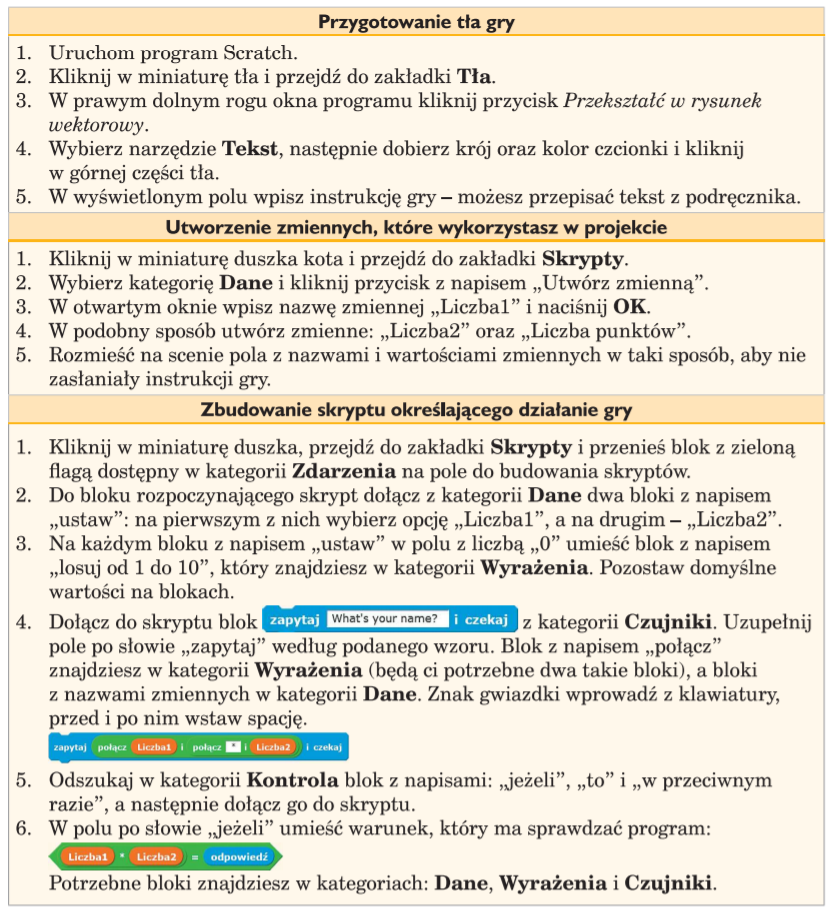 Przygotowanie tła gry
1. Uruchom program Scratch.
2. Kliknij w miniaturę tła i przejdź do zakładki Tła.
3. W prawym dolnym rogu okna programu kliknij przycisk Przekształć w rysunek
wektorowy.
4. Wybierz narzędzie Tekst, następnie dobierz krój oraz kolor czcionki i kliknij
w górnej części tła.
5. W wyświetlonym polu wpisz instrukcję gry – możesz przepisać tekst z podręcznika.
Utworzenie zmiennych, które wykorzystasz w projekcie
1. Kliknij w miniaturę duszka kota i przejdź do zakładki Skrypty.
2. Wybierz kategorię Dane i kliknij przycisk z napisem „Utwórz zmienną”.
3. W otwartym oknie wpisz nazwę zmiennej „Liczba1” i naciśnij OK.
4. W podobny sposób utwórz zmienne: „Liczba2” oraz „Liczba punktów”.
5. Rozmieść na scenie pola z nazwami i wartościami zmiennych w taki sposób, aby nie
zasłaniały instrukcji gry.
Zbudowanie skryptu określającego działanie gry
1. Kliknij w miniaturę duszka, przejdź do zakładki Skrypty i przenieś blok z zieloną
flagą dostępny w kategorii Zdarzenia na pole do budowania skryptów.
2. Do bloku rozpoczynającego skrypt dołącz z kategorii Dane dwa bloki z napisem
„ustaw”: na pierwszym z nich wybierz opcję „Liczba1”, a na drugim – „Liczba2”.
3. Na każdym bloku z napisem „ustaw” w polu z liczbą „0” umieść blok z napisem
„losuj od 1 do 10”, który znajdziesz w kategorii Wyrażenia. Pozostaw domyślne
wartości na blokach.
4. Dołącz do skryptu blok zapytaj What's your name? i czekaj z kategorii Czujniki. Uzupełnij
pole po słowie „zapytaj” według podanego wzoru. Blok z napisem „połącz”
znajdziesz w kategorii Wyrażenia (będą ci potrzebne dwa takie bloki), a bloki
z nazwami zmiennych w kategorii Dane. Znak gwiazdki wprowadź z klawiatury,
przed i po nim wstaw spację.
zapytaj połącz Liczba1 i połącz * i Liczba2 i czekaj
5. Odszukaj w kategorii Kontrola blok z napisami: „jeżeli”, „to” i „w przeciwnym
razie”, a następnie dołącz go do skryptu.
6. W polu po słowie „jeżeli” umieść warunek, który ma sprawdzać program:
Liczba1 * Liczba2 = odpowiedź
Potrzebne bloki znajdziesz w kategoriach: Dane, Wyrażenia i Czujniki.